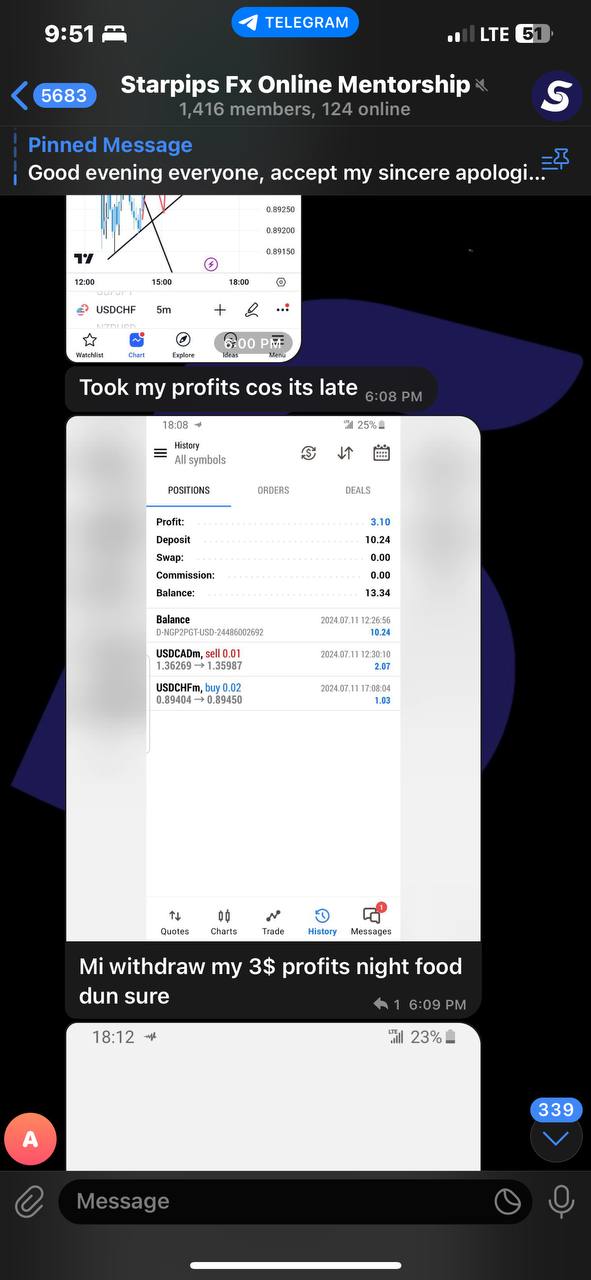 9:51
TELEGRAM
LTE 51
5683
Starpips Fx Online Mentorship
1,416 members, 124 online
S
Pinned Message
Good evening everyone, accept my sincere apologi...
0.89250
0.89200
0.89150
12:00 15:00 18:00
USDCHF 5m
NZDUSD
Watchlist Chart Explore Ideas Menu
6:00 PM
Took my profits cos its late 6:08 PM
18:08 25%
History
All symbols
POSITIONS ORDERS DEALS
Profit: 3.10
Deposit 10.24
Swap: 0.00
Commission: 0.00
Balance: 13.34
Balance 2024.07.11 12:26:56
D-NGP2PGT-USD-24486002692 10.24
USDCADm, sell 0.01 2024.07.11 12:30:10
1.36269 → 1.35987 2.07
USDCHFm, buy 0.02 2024.07.11 17:08:04
0.89404 → 0.89450 1.03
1
Quotes Charts Trade History Messages
Mi withdraw my 3$ profits night food
dun sure
1 6:09 PM
18:12 LTE 23%
339
A
Message